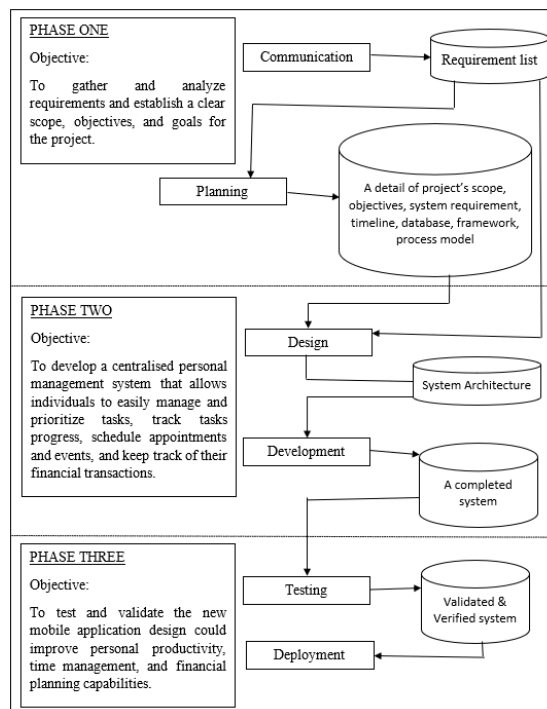 PHASE ONE
Objective:
To gather and analyze
requirements and establish a clear
scope, objectives, and goals for
the project.
Communication
Requirement list
Planning
A detail of project's scope,
objectives, system requirement,
timeline, database, framework,
process model
PHASE TWO
Objective:
To develop a centralised personal
management system that allows
individuals to easily manage and
prioritize tasks, track tasks
progress, schedule appointments
and events, and keep track of their
financial transactions.
Design
System Architecture
Development
A completed
system
PHASE THREE
Objective:
To test and validate the new
mobile application design could
improve personal productivity,
time management, and financial
planning capabilities.
Testing
Validated &
Verified system
Deployment